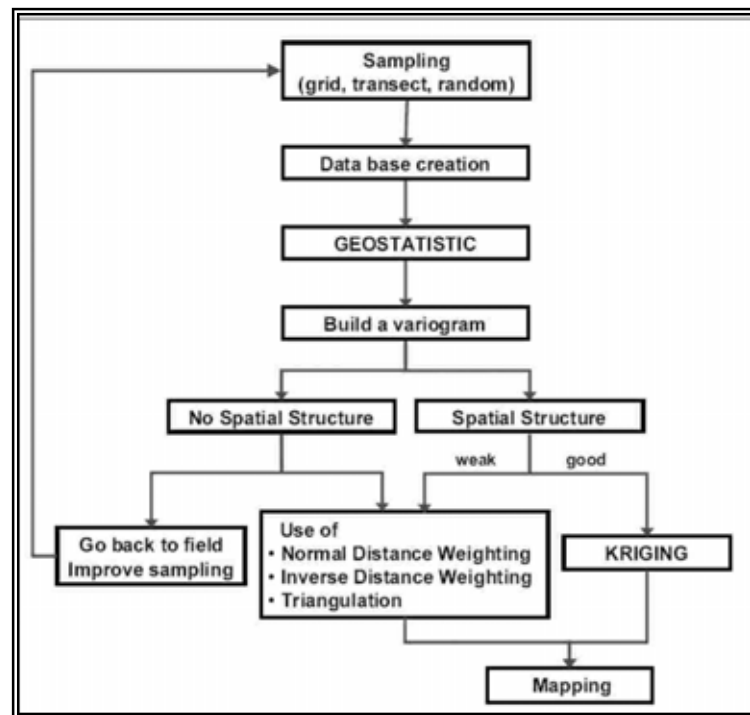 Sampling
(grid, transect, random)
Data base creation
GEOSTATISTIC
Build a variogram
No Spatial Structure
Spatial Structure
weak
good
Go back to field
Improve sampling
Use of
• Normal Distance Weighting
• Inverse Distance Weighting
• Triangulation
KRIGING
Mapping